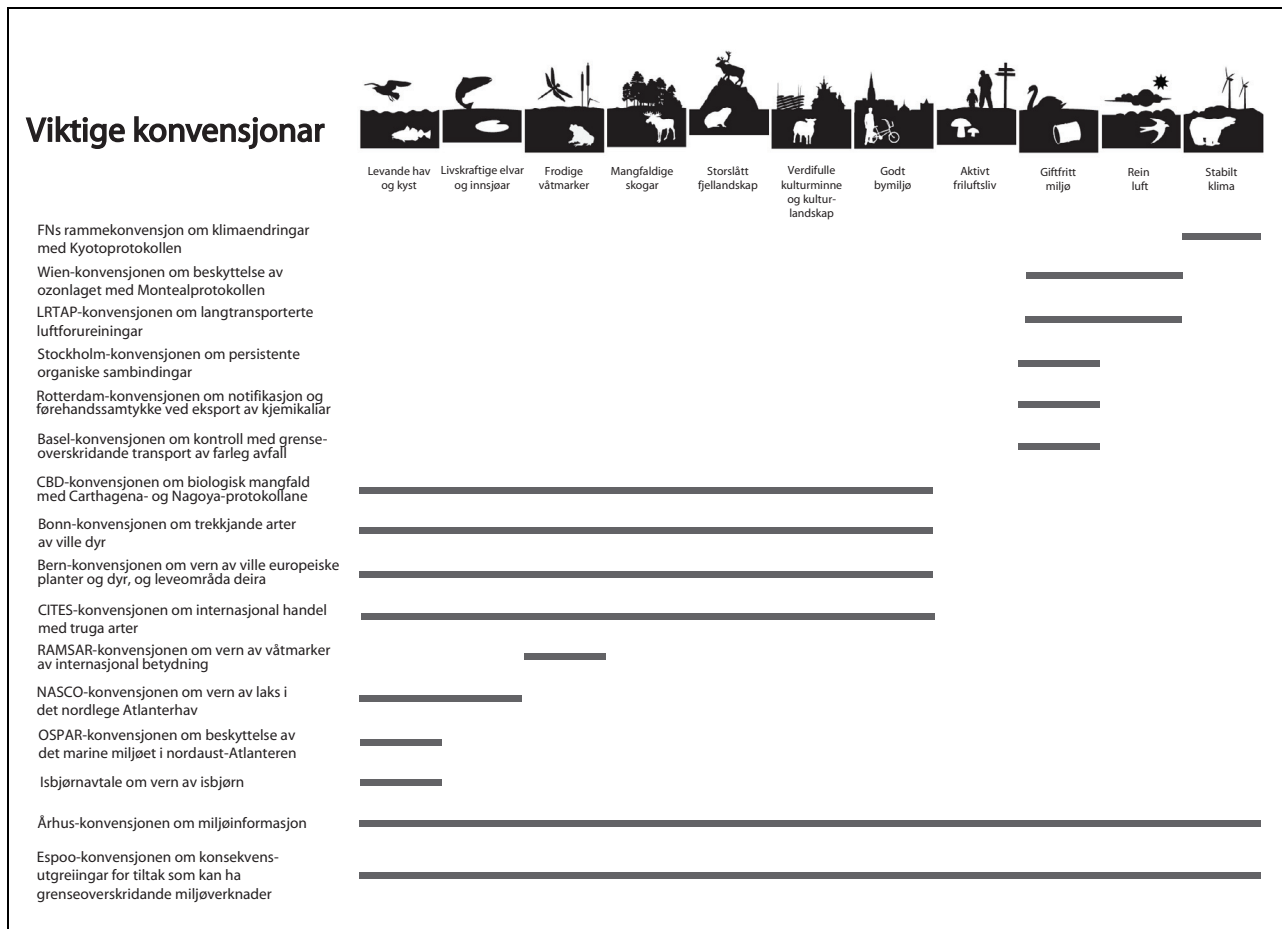 Viktige konvensjonar
Levande hav
og kyst
Livskraftige elvar
og innsjøar
Frodige
våtmarker
Mangfaldige
skogar
Storslått
fjellandskap
Verdifulle
kulturminne
og kultur-
landskap
Godt
bymiljø
Aktivt
friluftsliv
Giftfritt
miljø
Rein
luft
Stabilt
klima
FNs rammekonvensjon om klimaendringar
med Kyotoprotokollen
Wien-konvensjonen om beskyttelse av
ozonlaget med Montealprotokollen
LRTAP-konvensjonen om langtransporterte
luftforureiningar
Stockholm-konvensjonen om persistente
organiske sambindingar
Rotterdam-konvensjonen om notifikasjon og
førehandssamtykke ved eksport av kjemikaliar
Basel-konvensjonen om kontroll med grense-
overskridande transport av farleg avfall
CBD-konvensjonen om biologisk mangfald
med Carthagena- og Nagoya-protokollane
Bonn-konvensjonen om trekkjande arter
av ville dyr
Bern-konvensjonen om vern av ville europeiske
planter og dyr, og leveområda deira
CITES-konvensjonen om internasjonal handel
med truga arter
RAMSAR-konvensjonen om vern av våtmarker
av internasjonal betydning
NASCO-konvensjonen om vern av laks i
det nordlege Atlanterhav
OSPAR-konvensjonen om beskyttelse av
det marine miljøet i nordaust-Atlanteren
Isbjørnavtale om vern av isbjørn
Århus-konvensjonen om miljøinformasjon
Espoo-konvensjonen om konsekvens-
utgreiingar for tiltak som kan ha
grenseoverskridande miljøverknader